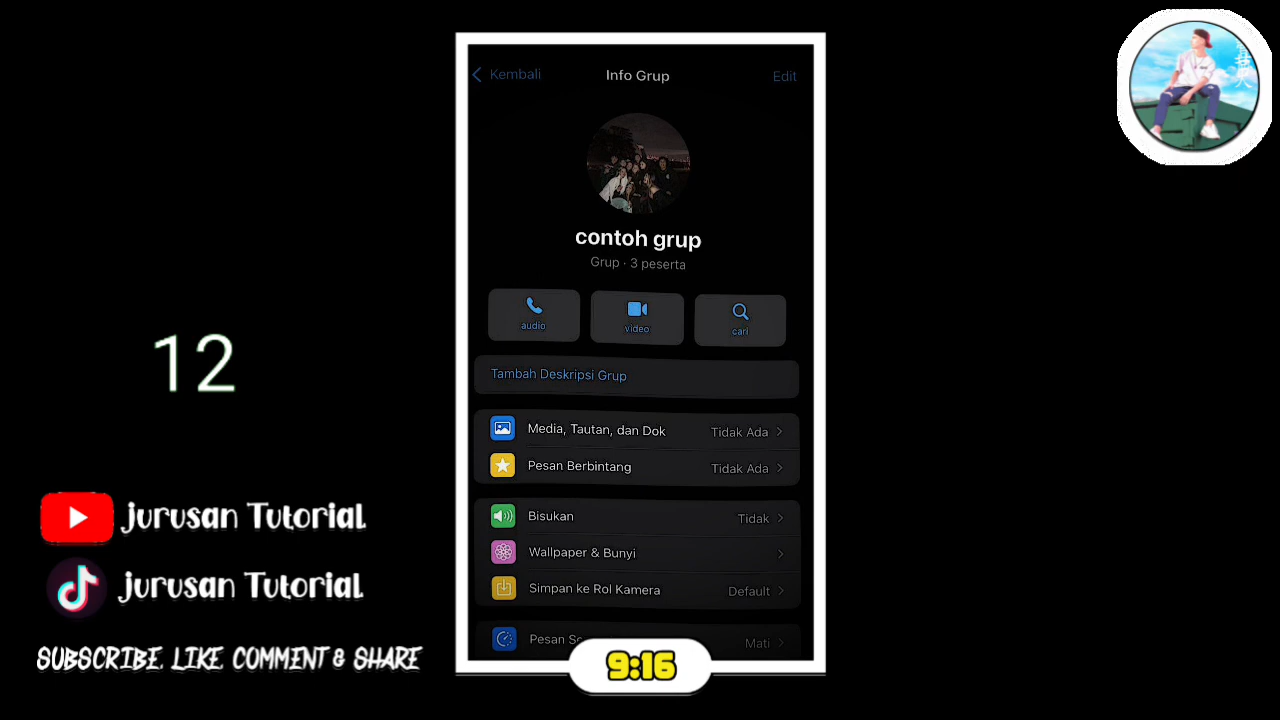 Kembali
Info Grup
Edit
contoh grup
Grup · 3 peserta
audio
video
cari
Tambah Deskripsi Grup
Media, Tautan, dan Dok
Tidak Ada
Pesan Berbintang
Tidak Ada
Bisukan
Tidak
Wallpaper & Bunyi
Simpan ke Rol Kamera
Default
Pesan
Mati
9:16
12
jurusan Tutorial
jurusan Tutorial
SUBSCRIBE, LIKE, COMMENT & SHARE